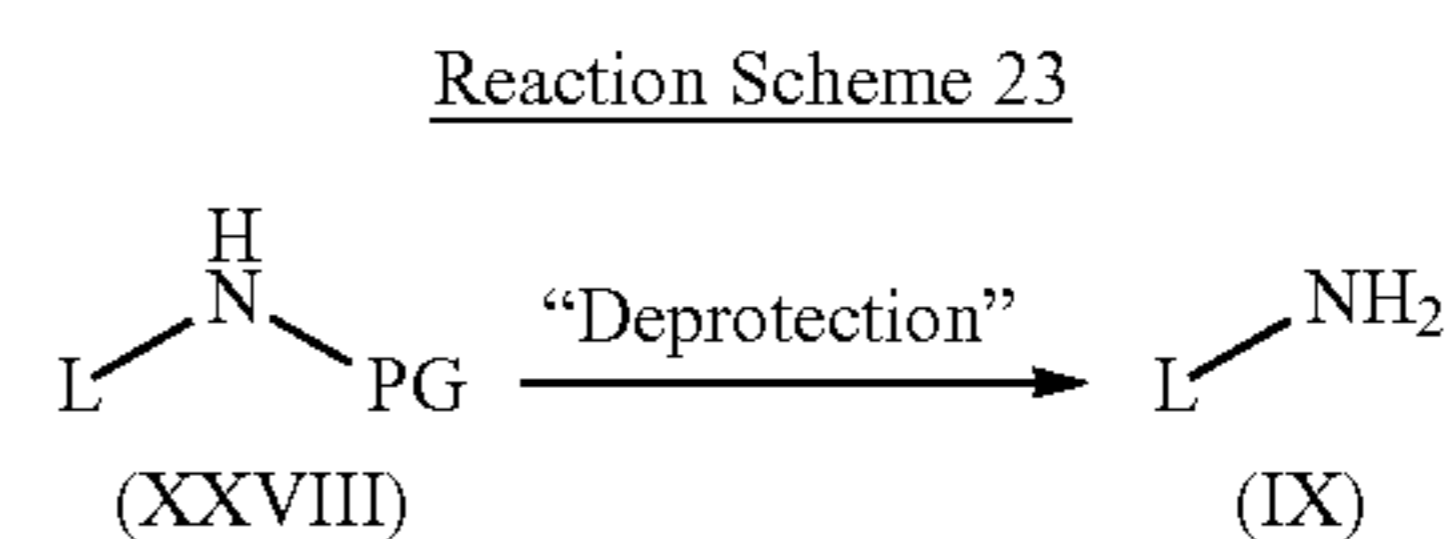 Reaction Scheme 23
H
N
L
PG
“Deprotection”
L
NH2
(XXVIII)
(IX)